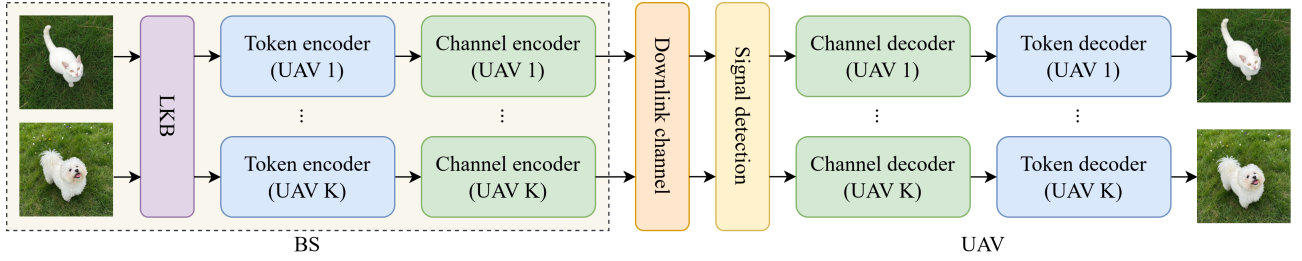 LKB
Token encoder
(UAV 1)
Channel encoder
(UAV 1)
Downlink channel
Signal detection
Channel decoder
(UAV 1)
Token decoder
(UAV 1)
...
...
...
...
Token encoder
(UAV K)
Channel encoder
(UAV K)
Channel decoder
(UAV K)
Token decoder
(UAV K)
BS
UAV